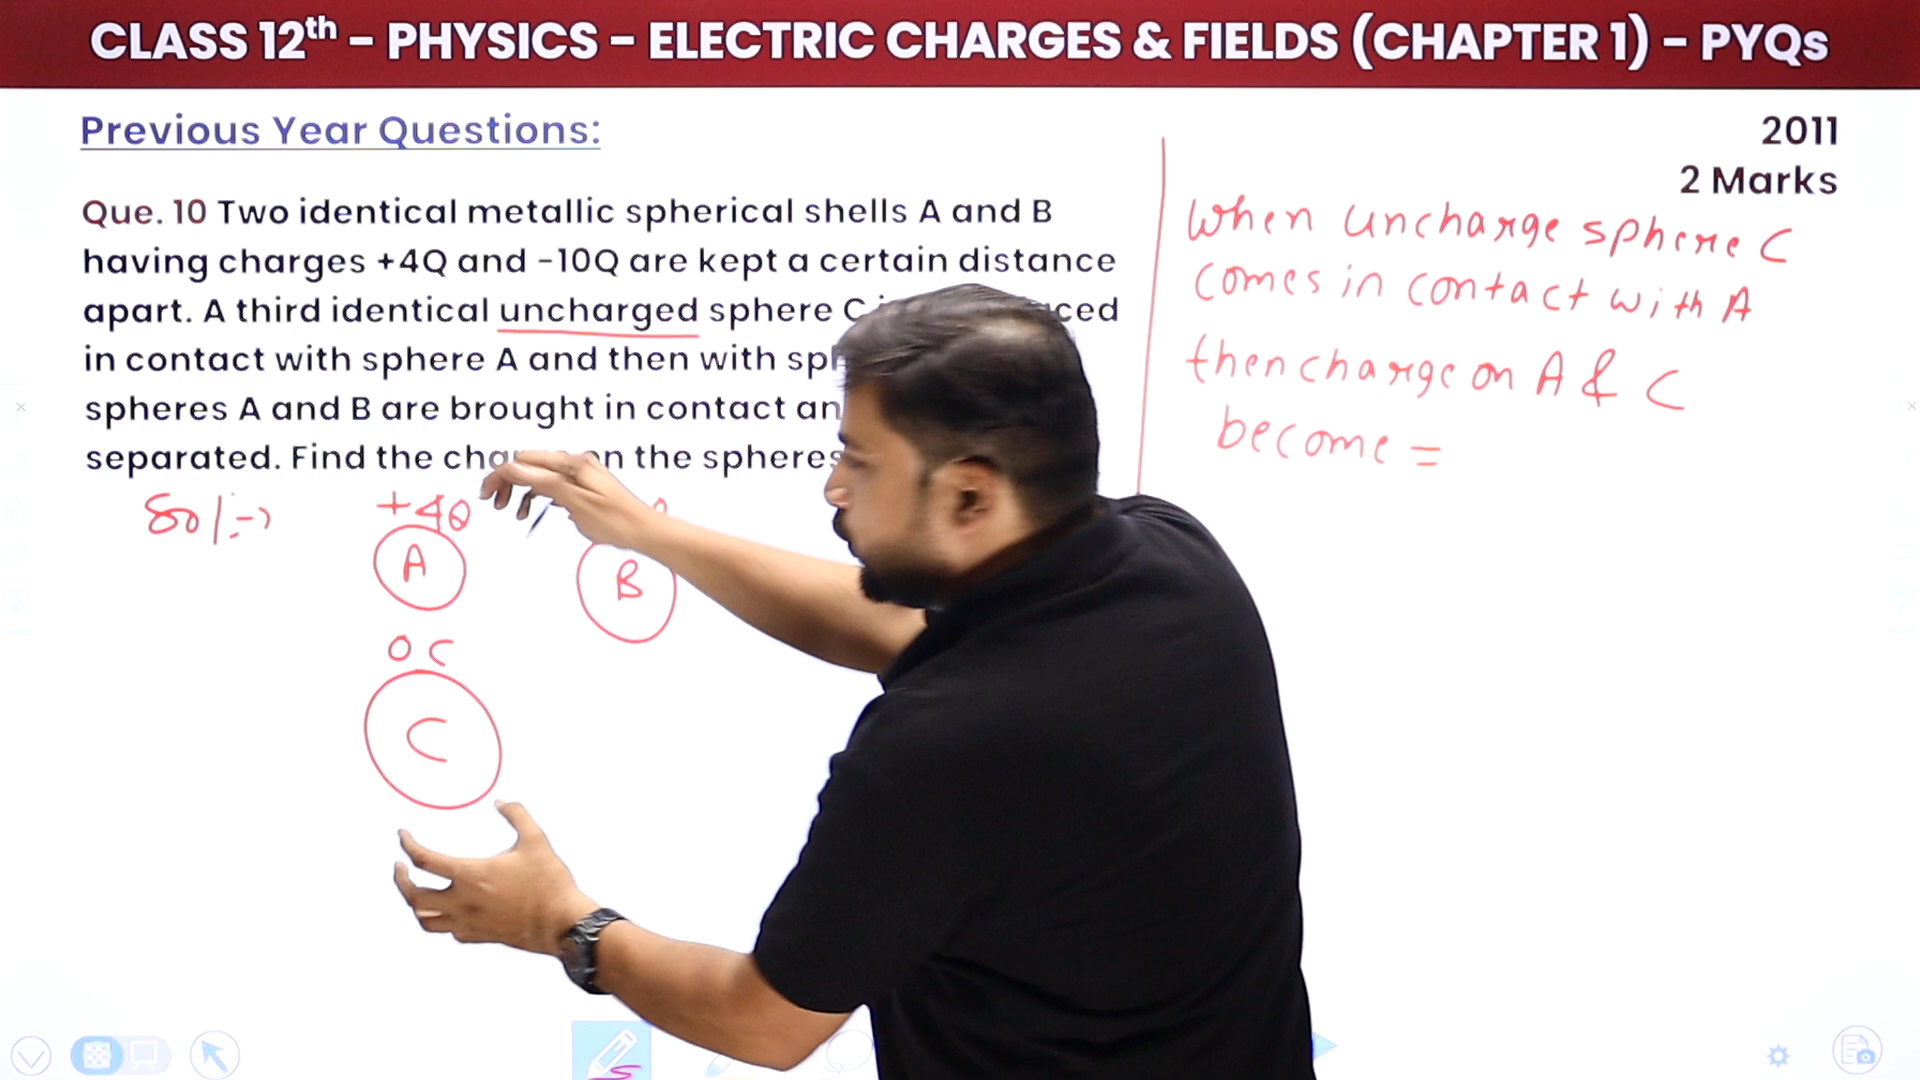 CLASS 12th - PHYSICS - ELECTRIC CHARGES & FIELDS (CHAPTER 1) - PYQs
Previous Year Questions:
2011
2 Marks
Que. 10 Two identical metallic spherical shells A and B
having charges +4Q and -10Q are kept a certain distance
apart. A third identical uncharged sphere C
in contact with sphere A and then with
spheres A and B are brought in contact
separated. Find the on the spheres
Sol:→
+4Q
A
B
0 C
C
When uncharge sphere C
comes in contact with A
then charge on A & C
become =